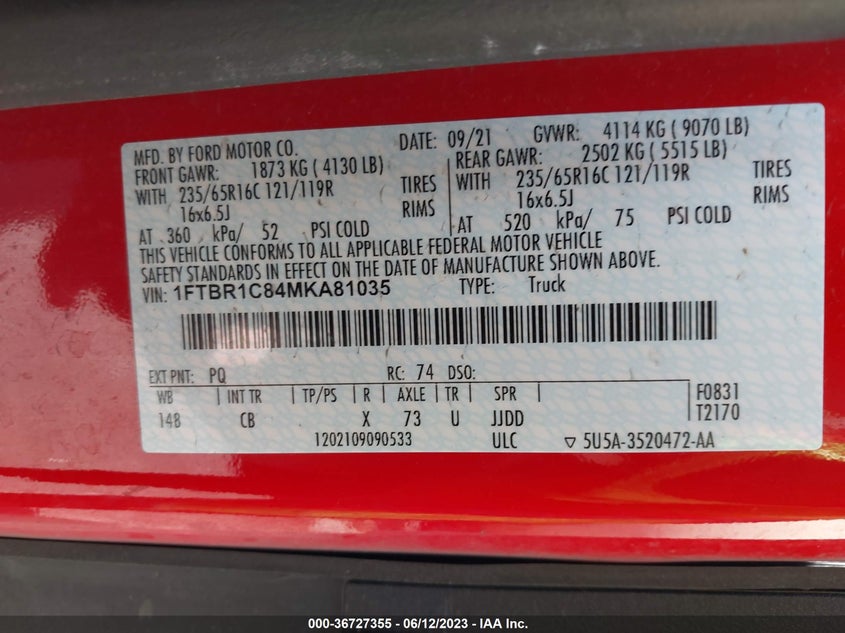 MFD. BY FORD MOTOR CO. DATE: 09/21 GVWR: 4114 KG ( 9070 LB)
FRONT GAWR: 1873 KG ( 4130 LB) REAR GAWR: 2502 KG ( 5515 LB)
WITH 235/65R16C 121/119R TIRES WITH 235/65R16C 121/119R TIRES
16x6.5J RIMS 16x6.5J RIMS
AT 360 kPa/ 52 PSI COLD AT 520 kPa/ 75 PSI COLD
THIS VEHICLE CONFORMS TO ALL APPLICABLE FEDERAL MOTOR VEHICLE
SAFETY STANDARDS IN EFFECT ON THE DATE OF MANUFACTURE SHOWN ABOVE.
VIN: 1FTBR1C84MKA81035 TYPE: Truck
EXT PNT: PQ RC: 74 DSO:
WB INT TR TP/PS R AXLE TR SPR F0831
148 CB X 73 U JJDD T2170
1202109090533 ULC ▽ 5U5A-3520472-AA
000-36727355 - 06/12/2023 - IAA Inc.